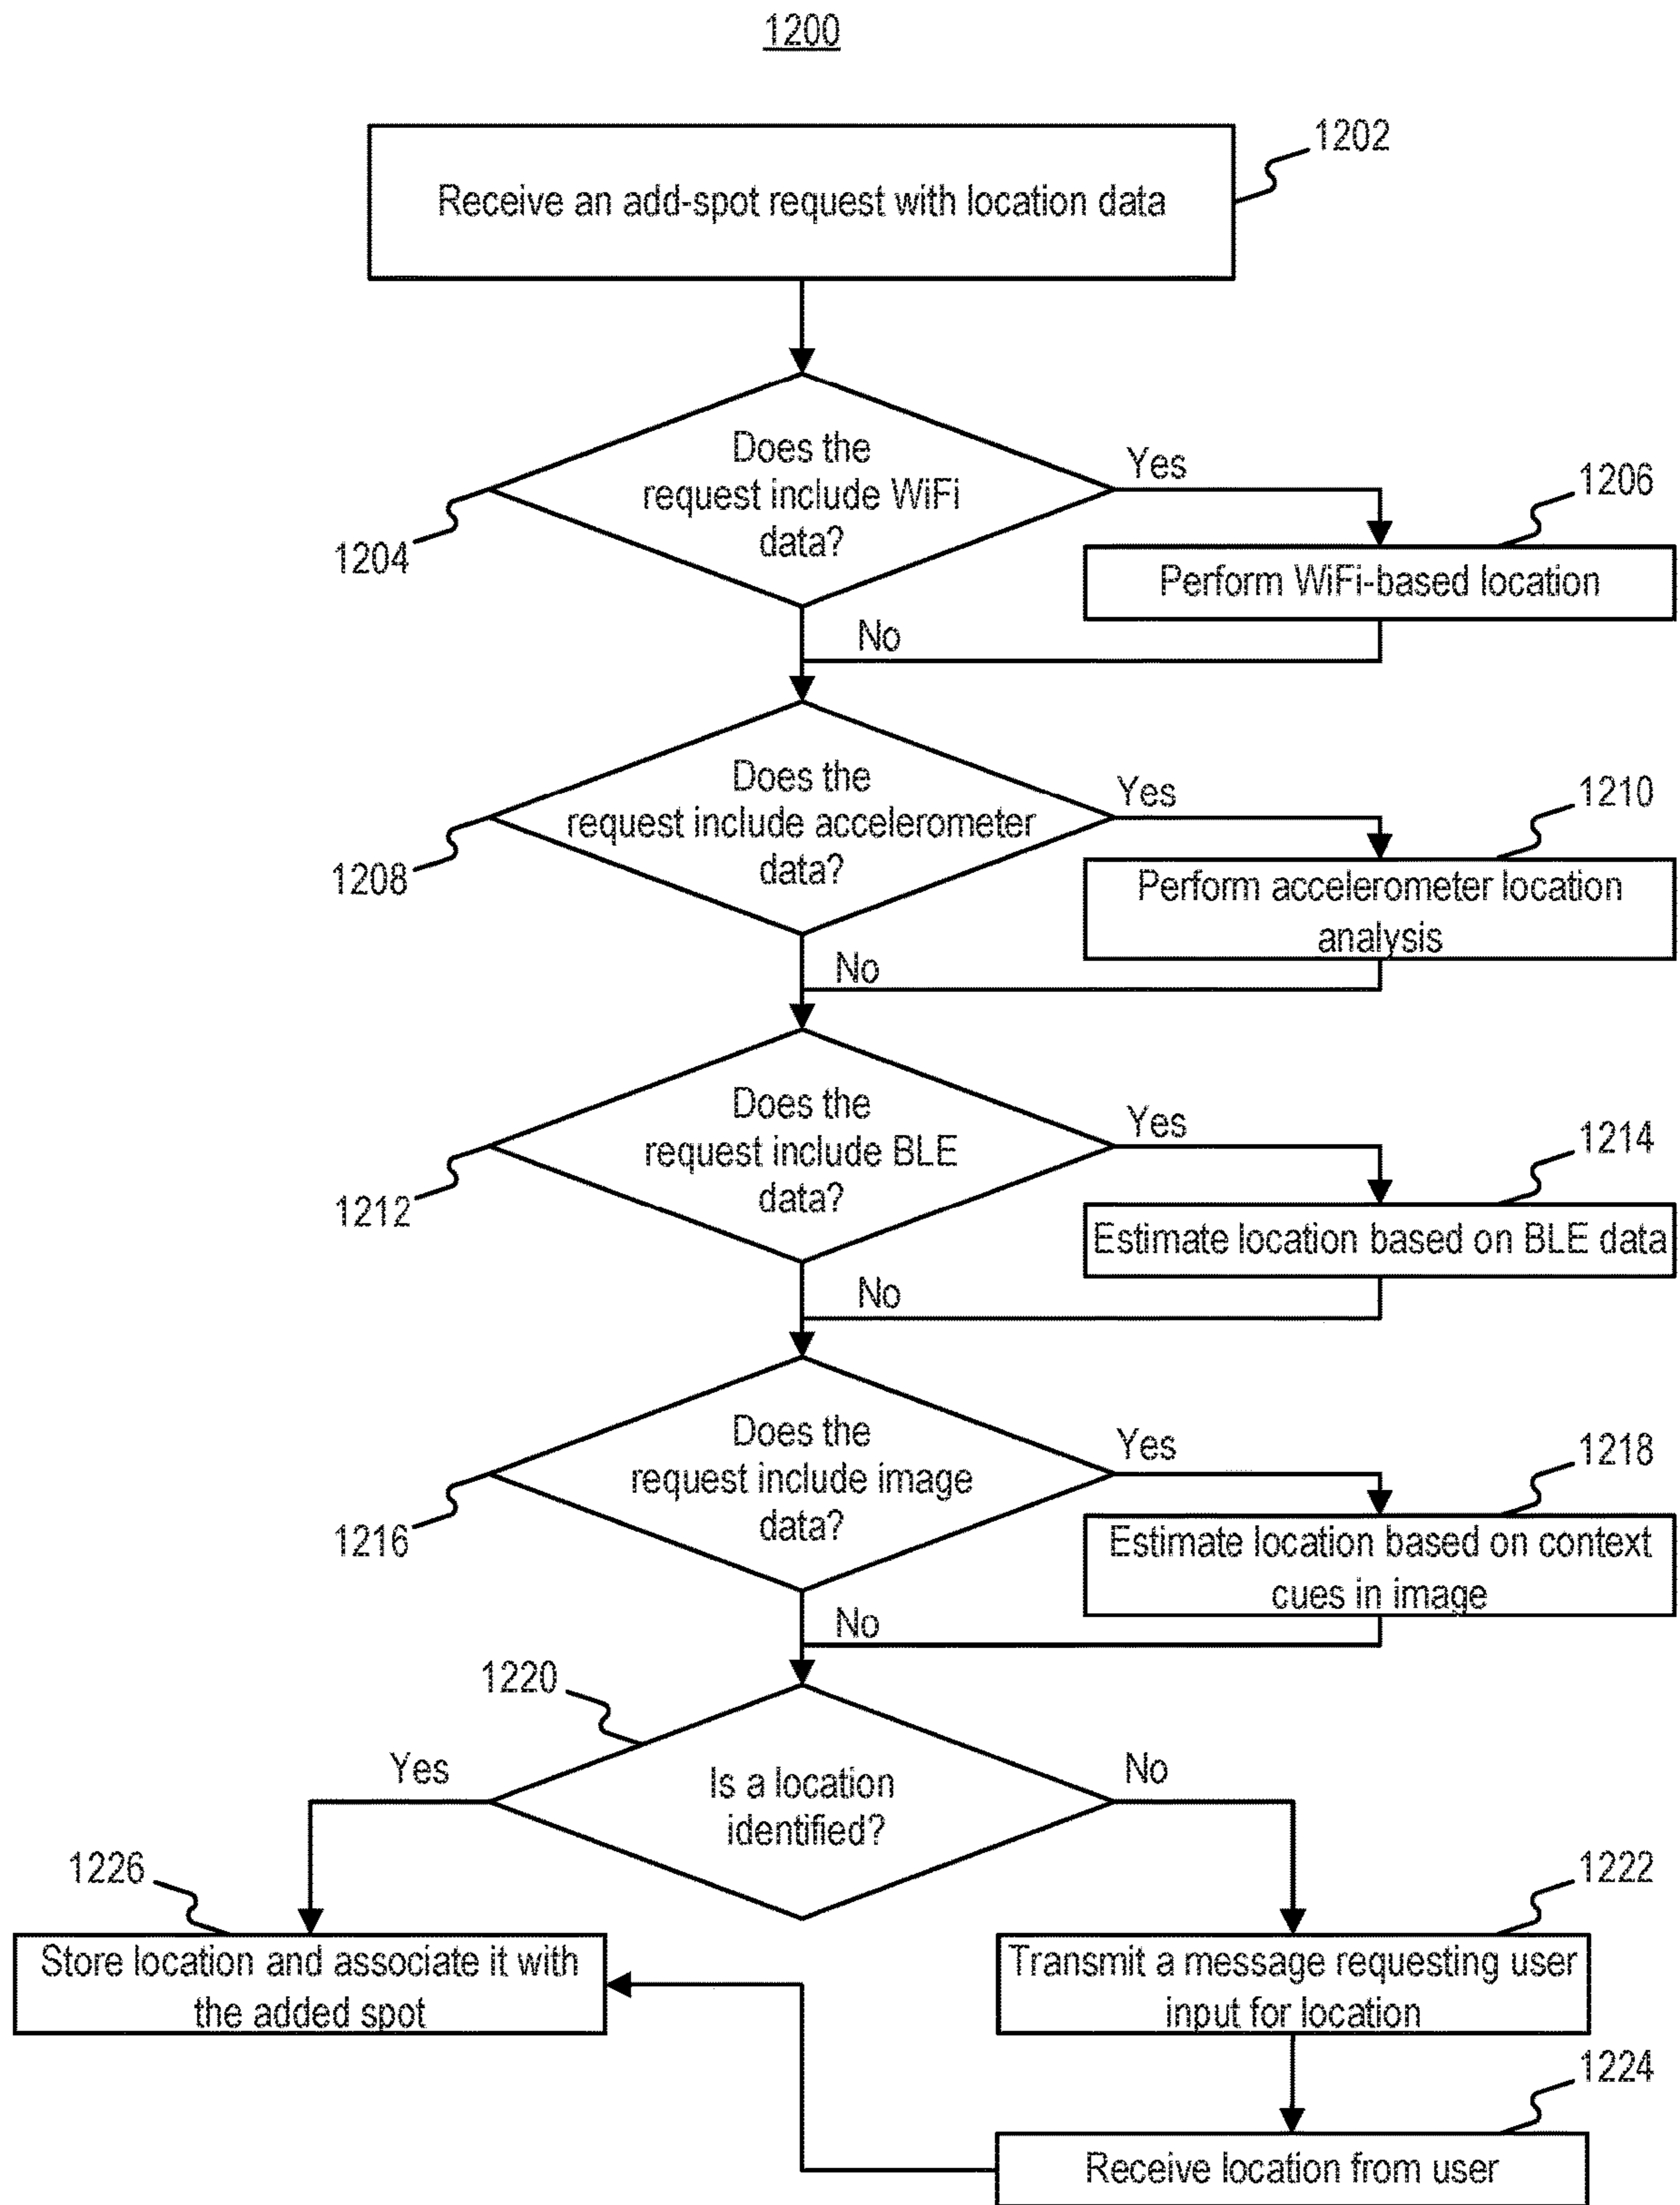 1200
1202
Receive an add-spot request with location data
Does the
request include WiFi
data?
Yes
1204
1206
Perform WiFi-based location
No
Does the
request include accelerometer
data?
Yes
1208
1210
Perform accelerometer location
analysis
No
Does the
request include BLE
data?
Yes
1212
1214
Estimate location based on BLE data
No
Does the
request include image
data?
Yes
1216
1218
Estimate location based on context
cues in image
No
1220
Is a location
identified?
Yes
No
1226
Store location and associate it with
the added spot
1222
Transmit a message requesting user
input for location
1224
Receive location from user